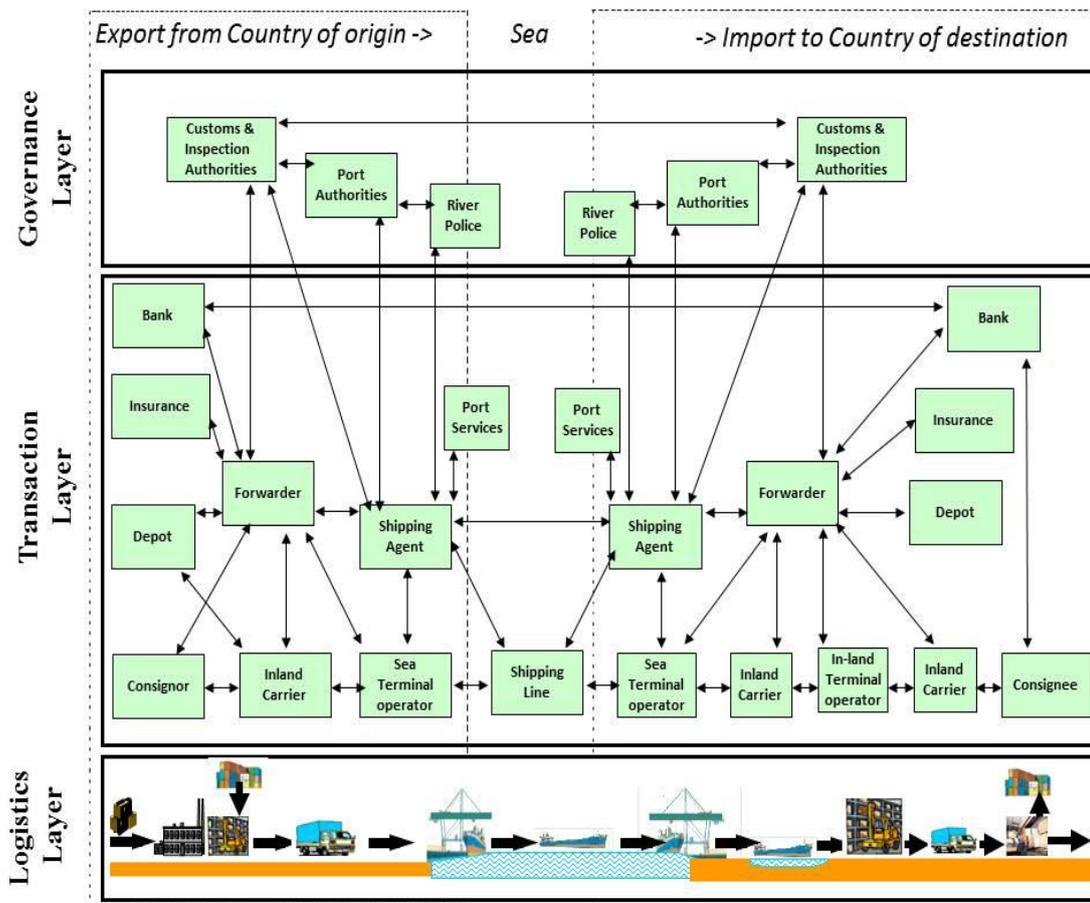 Export from Country of origin ->
Sea
-> Import to Country of destination
Governance
Layer
Customs &
Inspection
Authorities
Port
Authorities
River
Police
River
Police
Port
Authorities
Customs &
Inspection
Authorities
Transaction
Layer
Bank
Bank
Insurance
Port
Services
Port
Services
Insurance
Forwarder
Forwarder
Depot
Shipping
Agent
Shipping
Agent
Depot
Consignor
Inland
Carrier
Sea
Terminal
operator
Shipping
Line
Sea
Terminal
operator
Inland
Carrier
In-land
Terminal
operator
Inland
Carrier
Consignee
Logistics
Layer